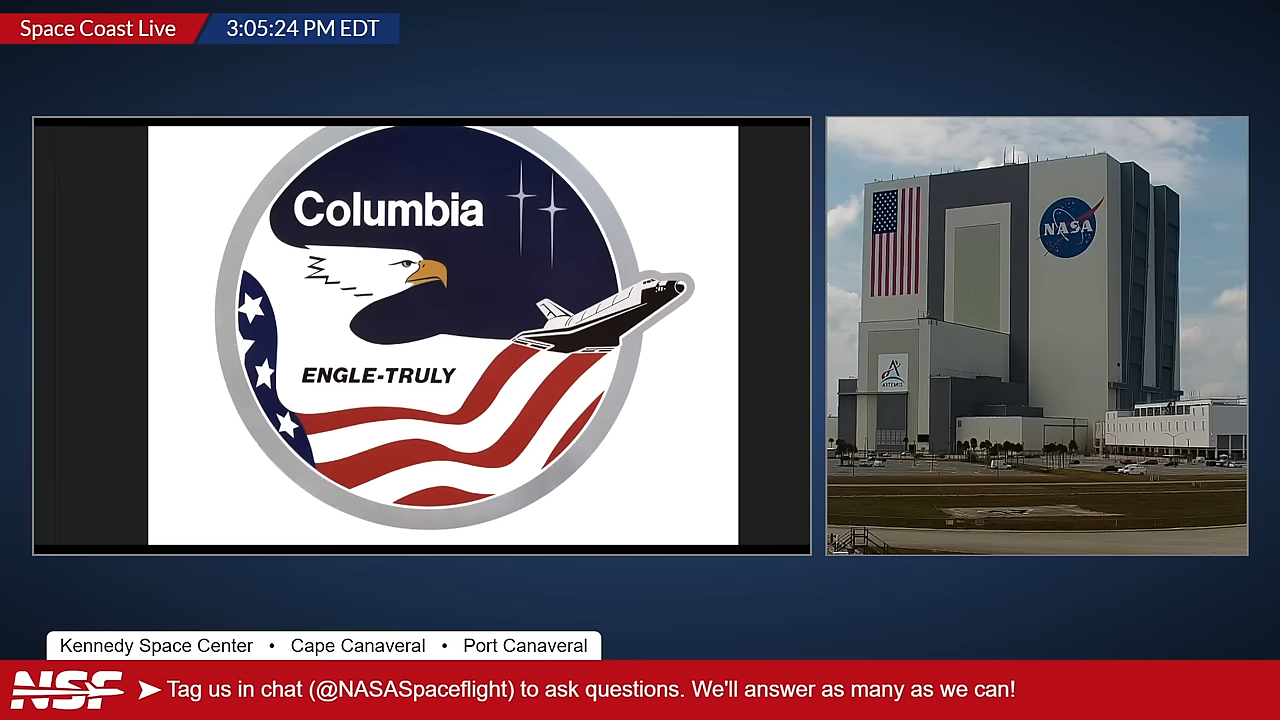 Space Coast Live
3:05:24 PM EDT
Columbia
ENGLE-TRULY
NASA
ARTEMIS
Kennedy Space Center • Cape Canaveral • Port Canaveral
NSF
Tag us in chat (@NASASpaceflight) to ask questions. We'll answer as many as we can!